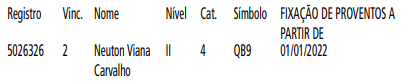 Registro Vinc. Nome Nível Cat. Símbolo FIXAÇÃO DE PROVENTOS A
PARTIR DE
5026326 2 Neuton Viana II 4 QB9 01/01/2022
Carvalho